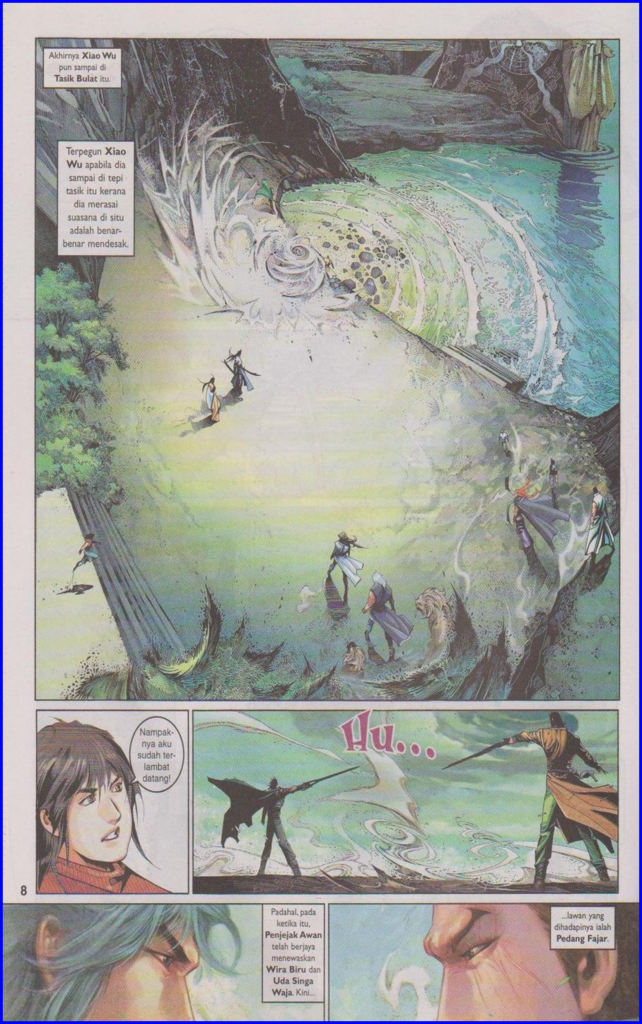 Akhirnya Xiao Wu
pun sampai di
Tasik Bulat itu.
Terpegun Xiao
Wu apabila dia
sampai di tepi
tasik itu kerana
dia merasai
suasana di situ
adalah benar-
benar mendesak.
Nampak-
nya aku
sudah ter-
lambat
datang!
Hu...
8
Padahal, pada
ketika itu,
Penjejak Awan
telah berjaya
menewaskan
Wira Biru dan
Uda Singa
Waja. Kini...
...lawan yang
dihadapinya ialah
Pedang Fajar.